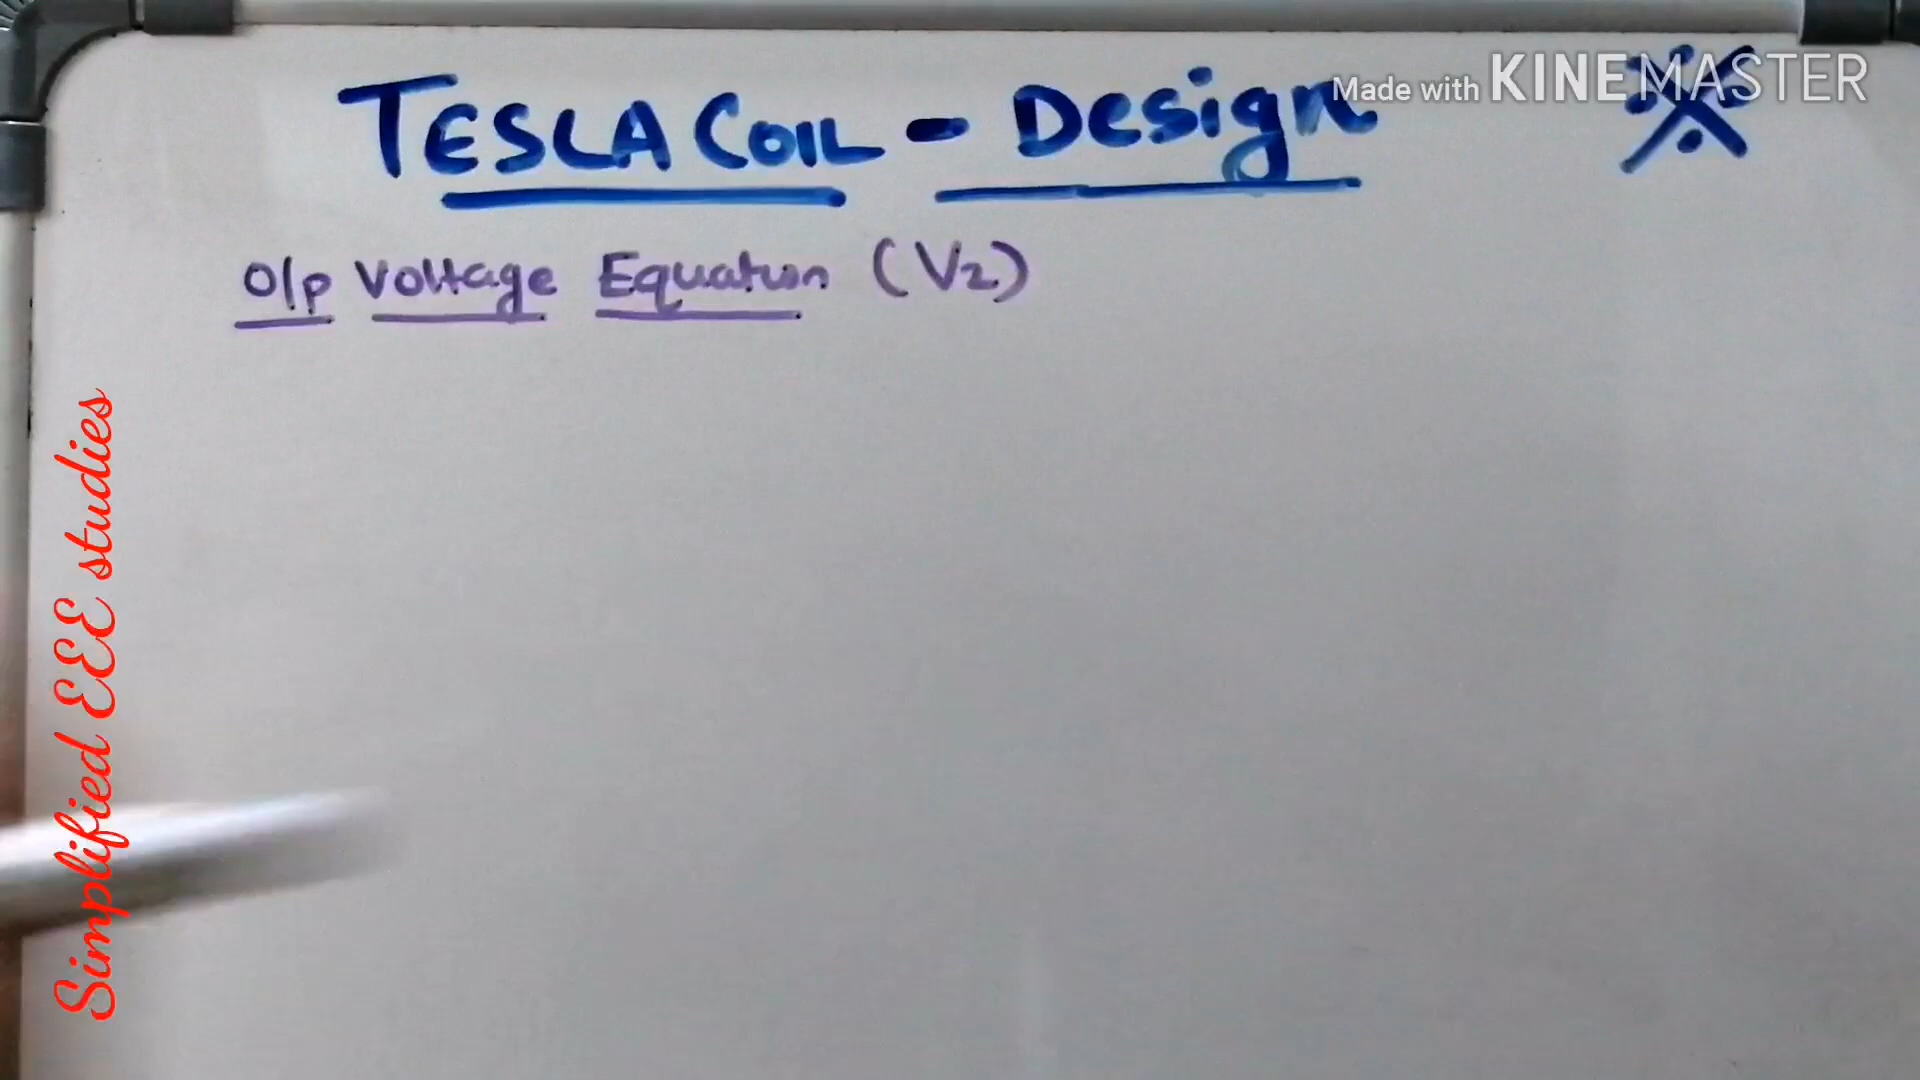 TESLA COIL - Design
Made with KINEMASTER
O/p Voltage Equation (V2)
Simplified EEE studies